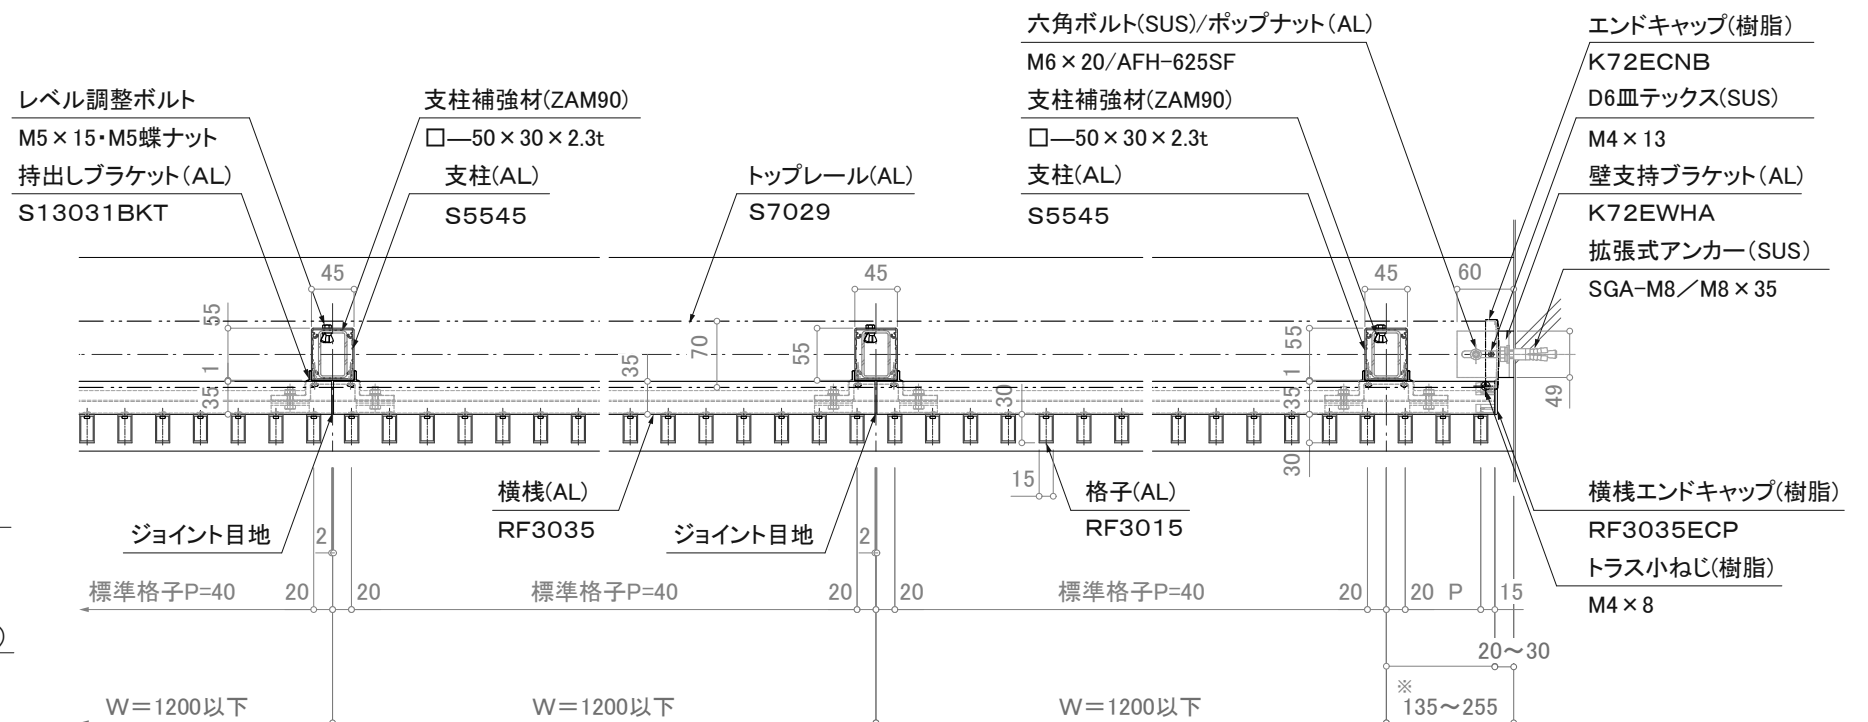 六角ボルト(SUS)/ポップナット(AL)
M6×20/AFH-625SF
エンドキャップ(樹脂)
K72ECNB
D6皿テックス(SUS)
M4×13
レベル調整ボルト
M5×15・M5蝶ナット
持出しブラケット(AL)
S13031BKT
支柱補強材(ZAM90)
□―50×30×2.3t
支柱(AL)
S5545
トップレール(AL)
S7029
支柱補強材(ZAM90)
□―50×30×2.3t
支柱(AL)
S5545
壁支持ブラケット(AL)
K72EWHA
拡張式アンカー(SUS)
SGA-M8/M8×35
45
45
45
60
55
1
35
35
70
55
30
55
1
35
30
49
15
横桟(AL)
RF3035
格子(AL)
RF3015
横桟エンドキャップ(樹脂)
RF3035ECP
トラス小ねじ(樹脂)
M4×8
ジョイント目地
2
ジョイント目地
2
標準格子P=40
20
20
標準格子P=40
20
20
標準格子P=40
20
20
P
15
)
20～30
W=1200以下
W=1200以下
W=1200以下
※
135～255